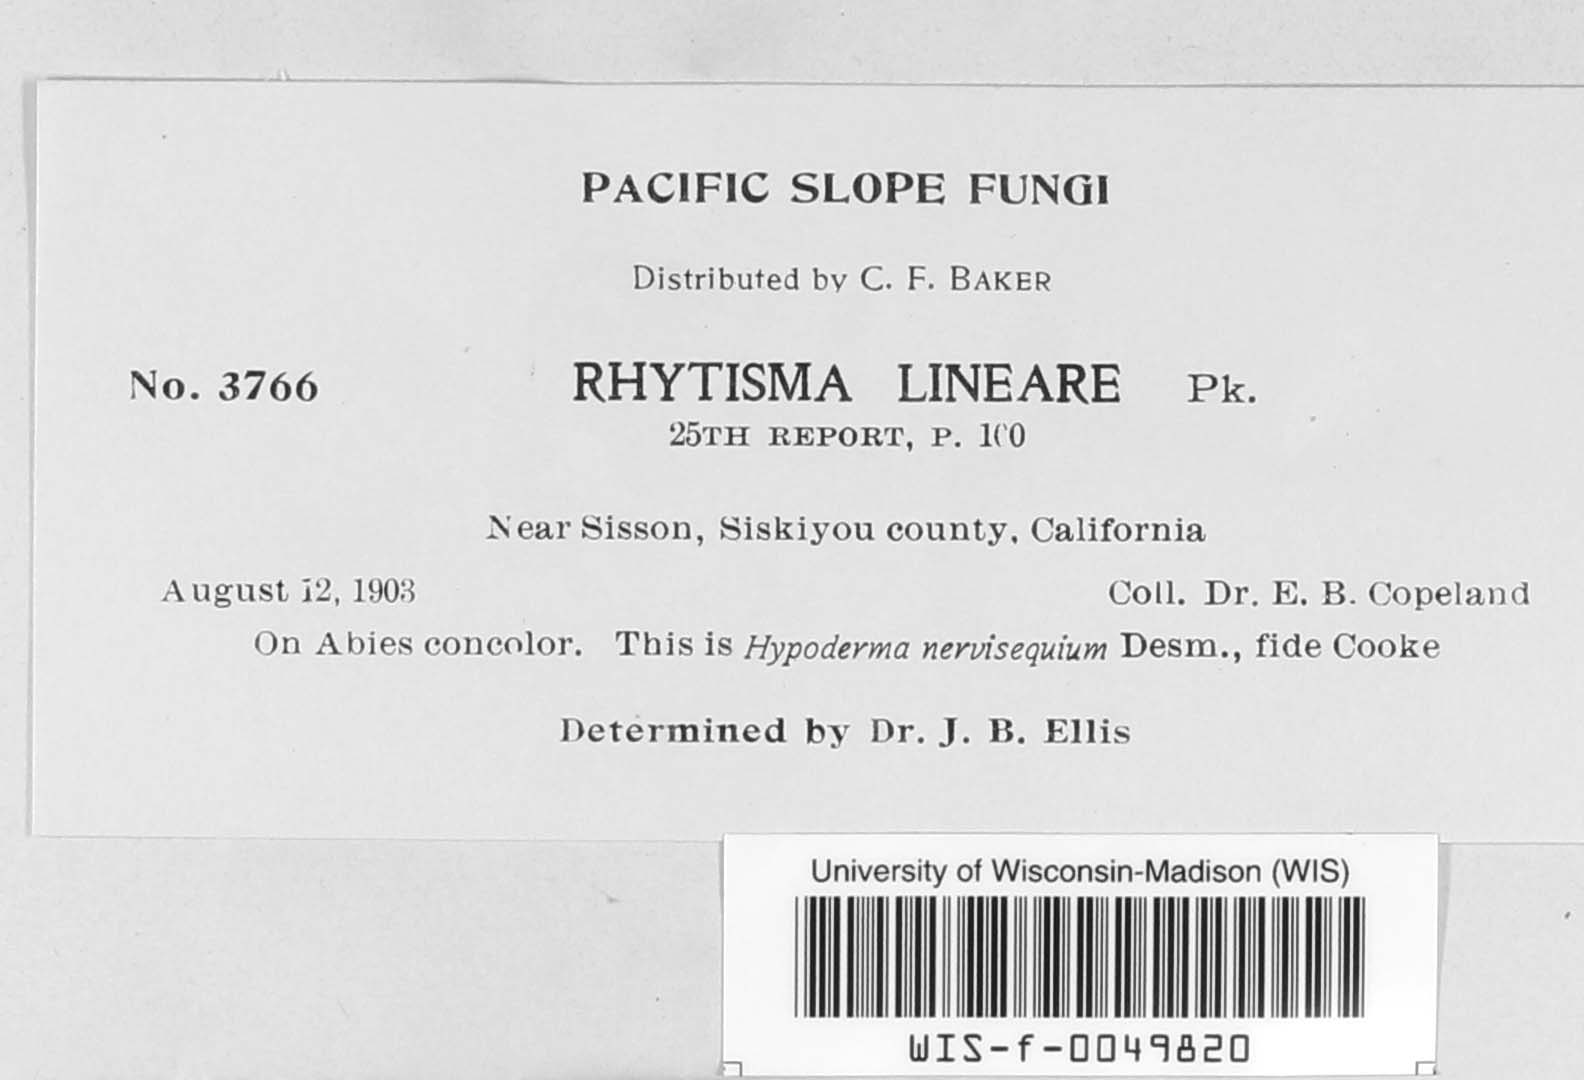 PACIFIC SLOPE FUNGI
Distributed by C. F. BAKER
No. 3766 RHYTISMA LINEARE Pk.
25TH REPORT, P. 100
Near Sisson, Siskiyou county, California
August 12, 1903 Coll. Dr. E. B. Copeland
On Abies concolor. This is Hypoderma nervisequium Desm., fide Cooke
Determined by Dr. J. B. Ellis
University of Wisconsin-Madison (WIS)
WIS-f-0049820